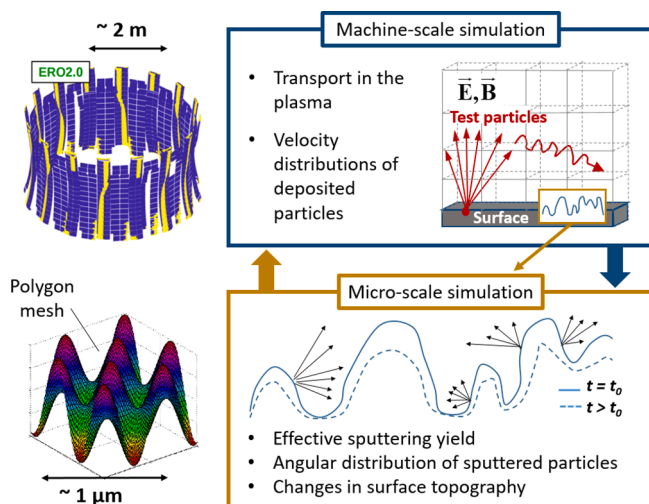 ~ 2 m
ERO2.0
Machine-scale simulation
• Transport in the
plasma
• Velocity
distributions of
deposited
particles
E,B
Test particles
Surface
Polygon
mesh
~ 1 μm
Micro-scale simulation
t = t₀
t > t₀
• Effective sputtering yield
• Angular distribution of sputtered particles
• Changes in surface topography